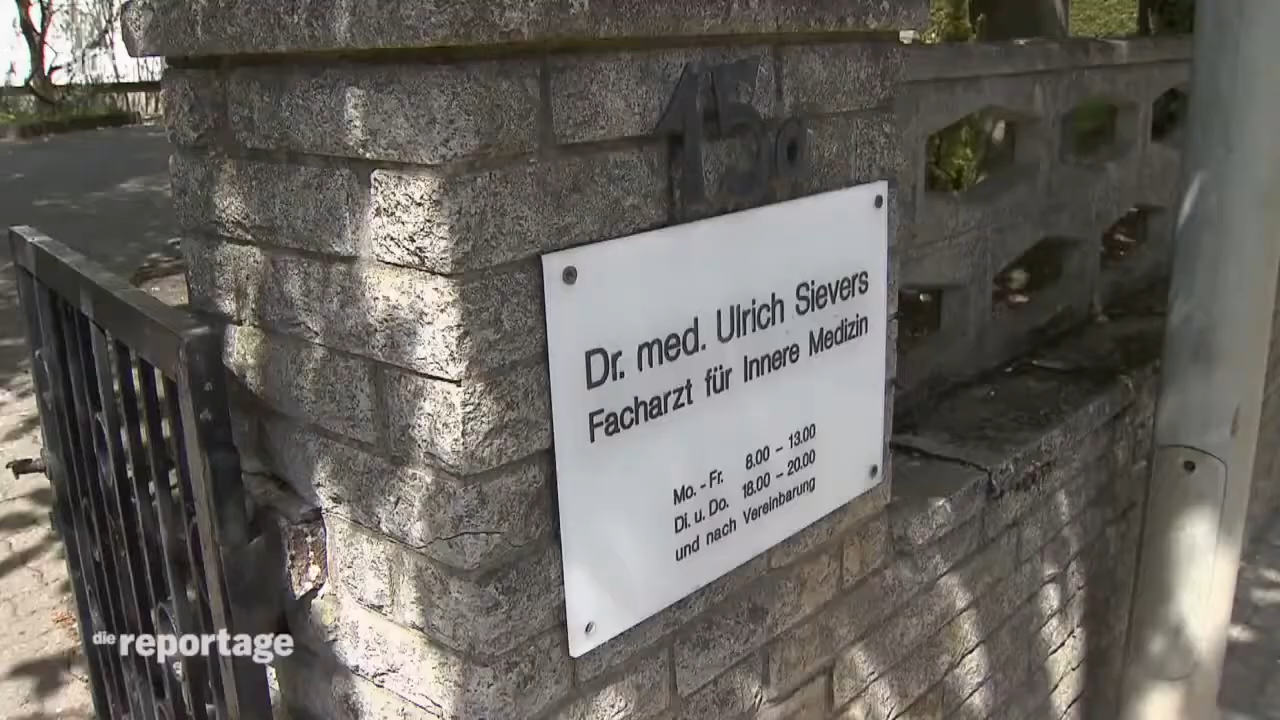 15a
Dr. med. Ulrich Sievers
Facharzt für Innere Medizin
Mo. - Fr. 8.00 - 13.00
Di. u. Do. 18.00 - 20.00
und nach Vereinbarung
die reportage